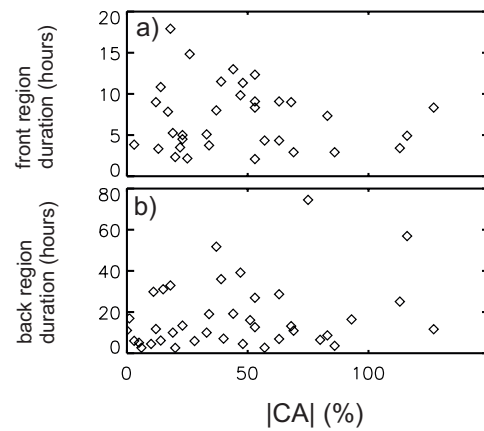 a)
20
15
10
5
0
front region
duration (hours)
b)
80
60
40
20
0
back region
duration (hours)
0 50 100
|CA| (%)